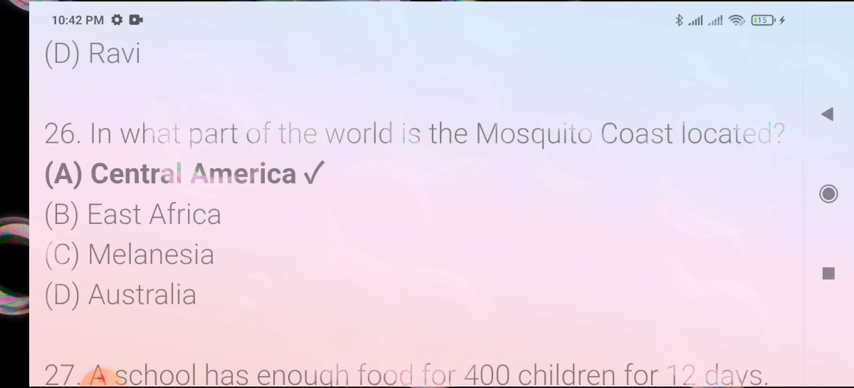 10:42 PM
15
(D) Ravi
26. In what part of the world is the Mosquito Coast located?
(A) Central America ✓
(B) East Africa
(C) Melanesia
(D) Australia
27. A school has enough food for 400 children for 12 days.